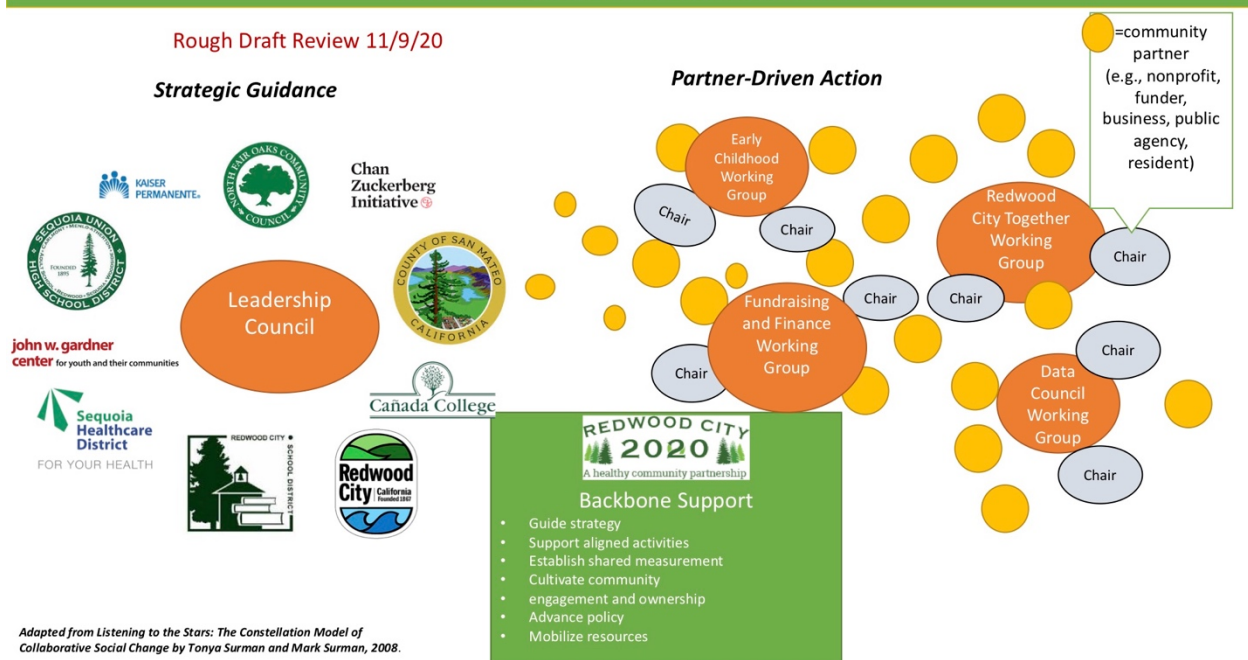 Rough Draft Review 11/9/20
Strategic Guidance
KAISER
PERMANENTE®
NORTH FAIR OAKS COMMUNITY
COUNCIL
Chan
Zuckerberg
Initiative
SEQUOIA UNION
HIGH SCHOOL DISTRICT
FOUNDED
1895
COUNTY OF SAN MATEO
CALIFORNIA
Leadership
Council
john w. gardner
center for youth and their communities
Cañada College
Sequoia
Healthcare
District
FOR YOUR HEALTH
REDWOOD CITY
SCHOOL DISTRICT
Redwood
City
California
Founded 1867
Partner-Driven Action
=community
partner
(e.g., nonprofit,
funder,
business, public
agency,
resident)
Early
Childhood
Working
Group
Chair
Chair
Redwood
City Together
Working
Group
Chair
Chair
Fundraising
and Finance
Working
Group
Chair
Chair
Data
Council
Working
Group
Chair
Chair
REDWOOD CITY
2020
A healthy community partnership
Backbone Support
• Guide strategy
• Support aligned activities
• Establish shared measurement
• Cultivate community
• engagement and ownership
• Advance policy
• Mobilize resources
Adapted from Listening to the Stars: The Constellation Model of
Collaborative Social Change by Tonya Surman and Mark Surman, 2008.